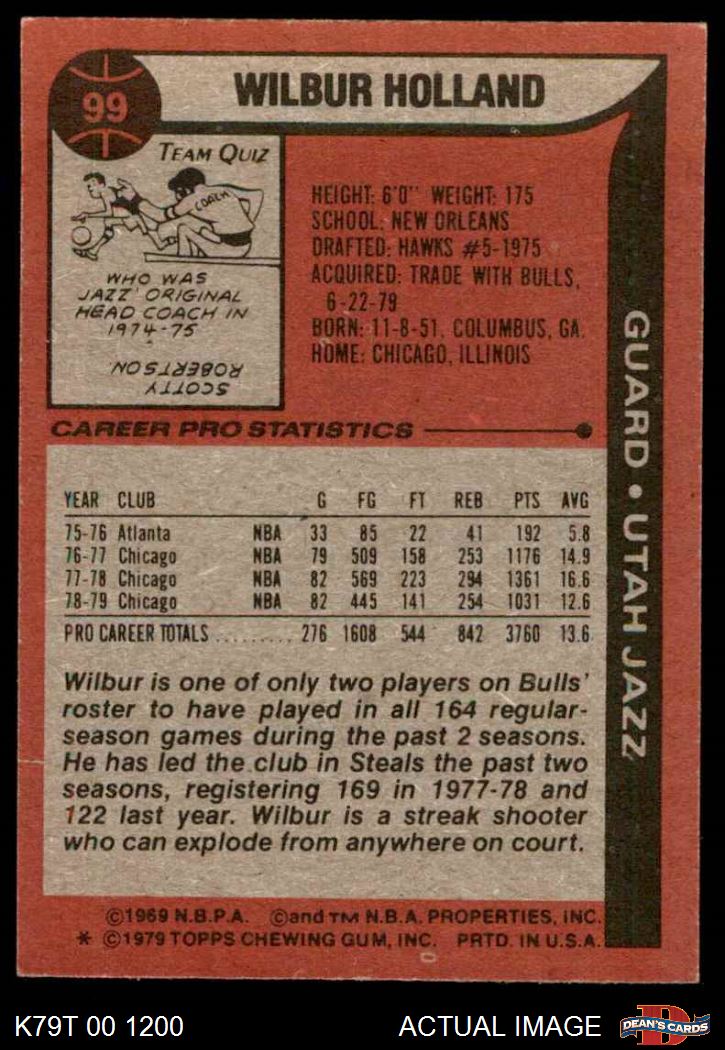 99
WILBUR HOLLAND
TEAM QUIZ
COACH
WHO WAS
JAZZ' ORIGINAL
HEAD COACH IN
1974-75
SCOTTY
ROBERTSON
HEIGHT: 6'0" WEIGHT: 175
SCHOOL: NEW ORLEANS
DRAFTED: HAWKS #5-1975
ACQUIRED: TRADE WITH BULLS,
6-22-79
BORN: 11-8-51, COLUMBUS, GA.
HOME: CHICAGO, ILLINOIS
GUARD • UTAH JAZZ
CAREER PRO STATISTICS
YEAR CLUB G FG FT REB PTS AVG
75-76 Atlanta NBA 33 85 22 41 192 5.8
76-77 Chicago NBA 79 509 158 253 1176 14.9
77-78 Chicago NBA 82 569 223 294 1361 16.6
78-79 Chicago NBA 82 445 141 254 1031 12.6
PRO CAREER TOTALS ......... 276 1608 544 842 3760 13.6
Wilbur is one of only two players on Bulls'
roster to have played in all 164 regular-
season games during the past 2 seasons.
He has led the club in Steals the past two
seasons, registering 169 in 1977-78 and
122 last year. Wilbur is a streak shooter
who can explode from anywhere on court.
©1969 N.B.P.A. ©and TM N.B.A. PROPERTIES, INC.
* ©1979 TOPPS CHEWING GUM, INC. PRTD. IN U.S.A.
K79T 00 1200
ACTUAL IMAGE
D
DEAN'S CARDS